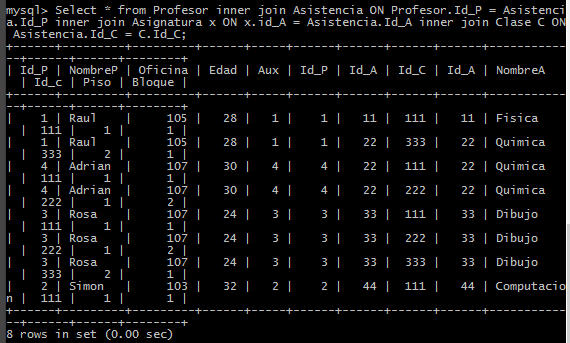 mysql> Select * from Profesor inner join Asistencia ON Profesor.Id_P = Asistenci
a.Id_P inner join Asignatura x ON x.id_A = Asistencia.Id_A inner join Clase C ON
 Asistencia.Id_C = C.Id_C;
+------+---------+---------+------+------+------+------+------+------+----------
--+------+------+--------+
| Id_P | NombreP | Oficina | Edad | Aux | Id_P | Id_A | Id_C | Id_A | NombreA
  | Id_c | Piso | Bloque |
+------+---------+---------+------+------+------+------+------+------+----------
--+------+------+--------+
| 1 | Raul | 105 | 28 | 1 | 1 | 11 | 111 | 11 | Fisica
  | 111 | 1 | 1 |
| 1 | Raul | 105 | 28 | 1 | 1 | 22 | 333 | 22 | Quimica
  | 333 | 2 | 1 |
| 4 | Adrian | 107 | 30 | 4 | 4 | 22 | 111 | 22 | Quimica
  | 111 | 1 | 1 |
| 4 | Adrian | 107 | 30 | 4 | 4 | 22 | 222 | 22 | Quimica
  | 222 | 1 | 2 |
| 3 | Rosa | 107 | 24 | 3 | 3 | 33 | 111 | 33 | Dibujo
  | 111 | 1 | 1 |
| 3 | Rosa | 107 | 24 | 3 | 3 | 33 | 222 | 33 | Dibujo
  | 222 | 1 | 2 |
| 3 | Rosa | 107 | 24 | 3 | 3 | 33 | 333 | 33 | Dibujo
  | 333 | 2 | 1 |
| 2 | Simon | 103 | 32 | 2 | 2 | 44 | 111 | 44 | Computacio
n | 111 | 1 | 1 |
+------+---------+---------+------+------+------+------+------+------+----------
--+------+------+--------+
8 rows in set (0.00 sec)